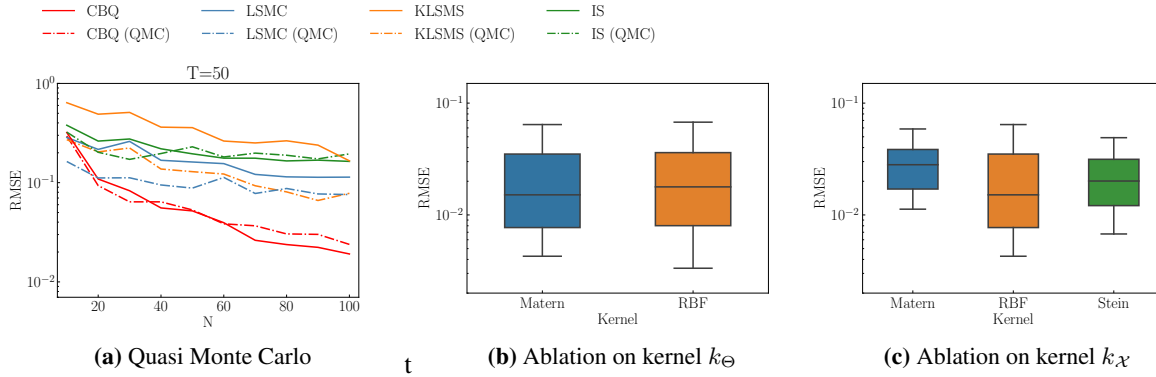 CBQ LSMC KLSMS IS
CBQ (QMC) LSMC (QMC) KLSMS (QMC) IS (QMC)
T=50
RMSE
10^0
10^{-1}
10^{-2}
20 40 60 80 100
N
(a) Quasi Monte Carlo
t
RMSE
10^{-1}
10^{-2}
Matern RBF
Kernel
(b) Ablation on kernel k_Θ
RMSE
10^{-1}
10^{-2}
Matern RBF Stein
Kernel
(c) Ablation on kernel k_𝒳